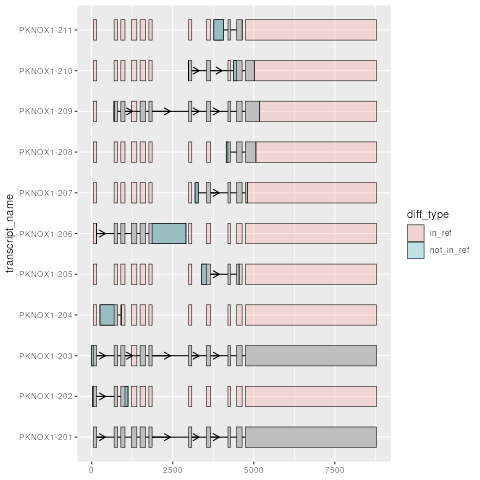 transcript_name
PKNOX1-211
PKNOX1-210
PKNOX1-209
PKNOX1-208
PKNOX1-207
PKNOX1-206
PKNOX1-205
PKNOX1-204
PKNOX1-203
PKNOX1-202
PKNOX1-201
0
2500
5000
7500
diff_type
in_ref
not_in_ref